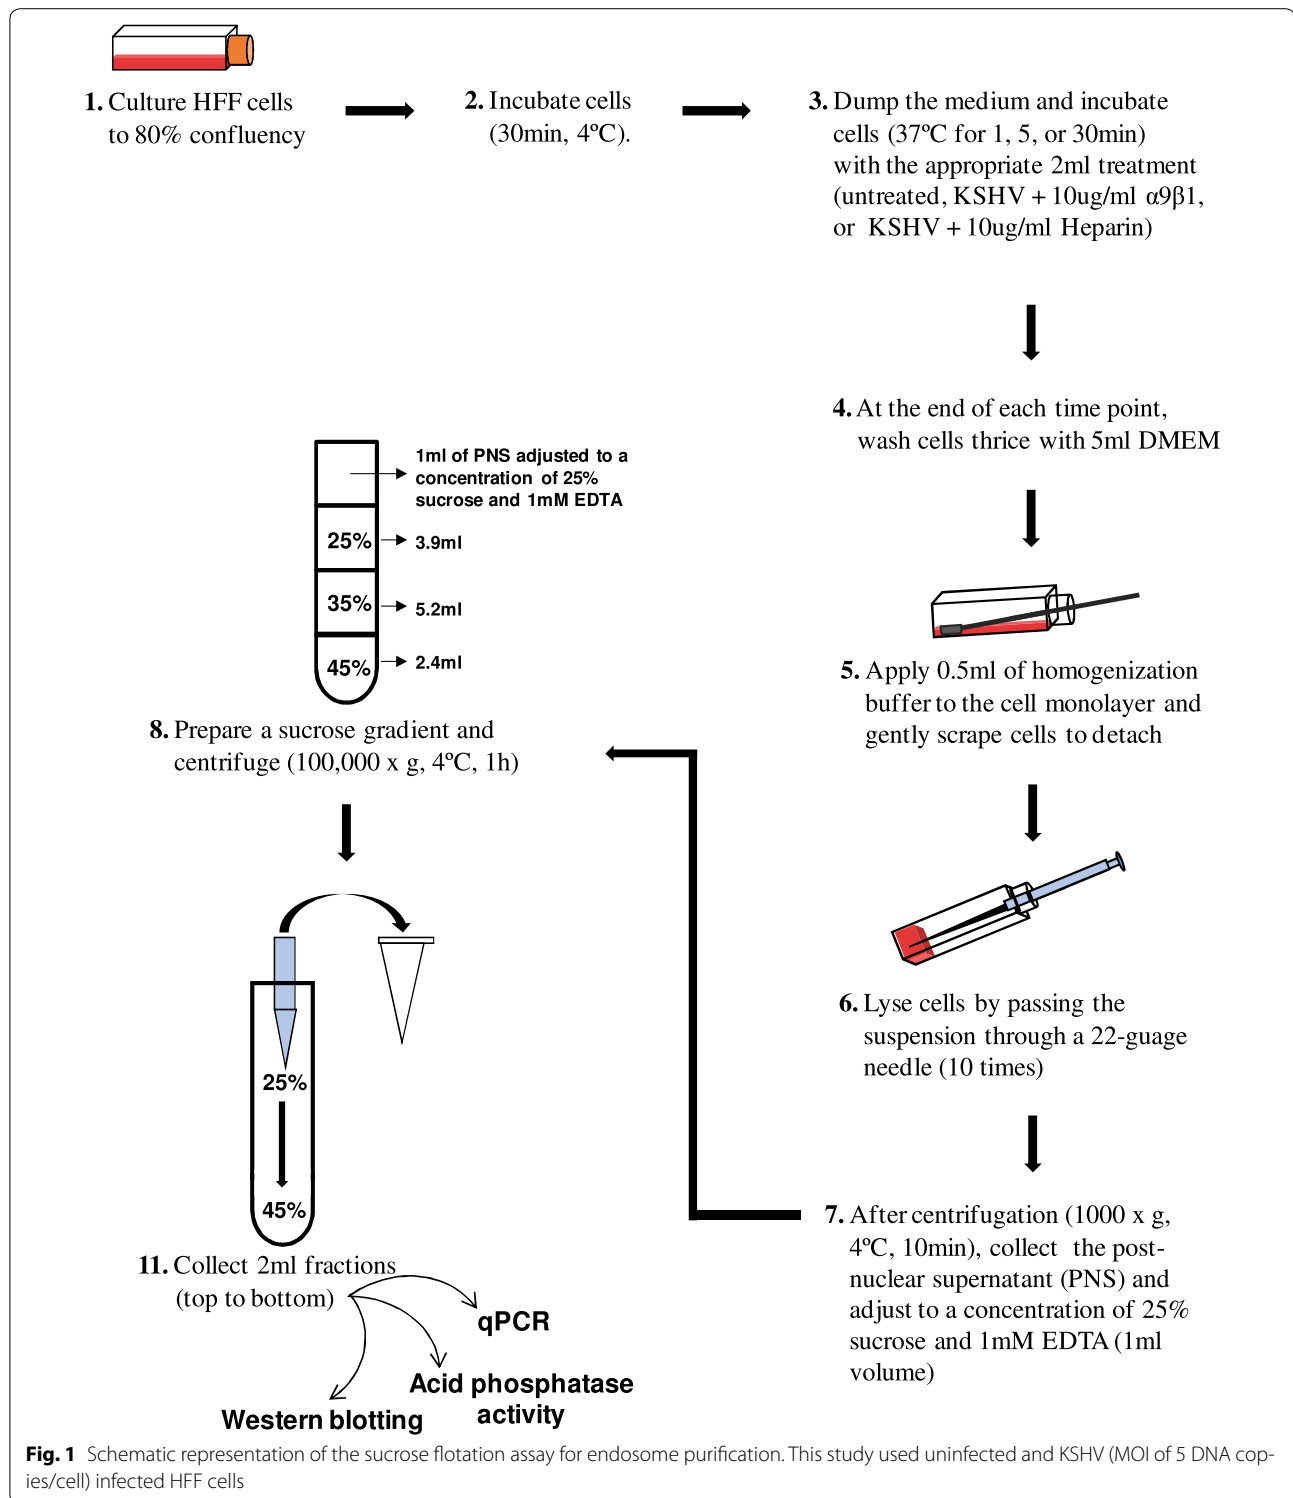 1. Culture HFF cells
to 80% confluency
2. Incubate cells
(30min, 4ºC).
3. Dump the medium and incubate
cells (37ºC for 1, 5, or 30min)
with the appropriate 2ml treatment
(untreated, KSHV + 10ug/ml α9β1,
or KSHV + 10ug/ml Heparin)
4. At the end of each time point,
wash cells thrice with 5ml DMEM
5. Apply 0.5ml of homogenization
buffer to the cell monolayer and
gently scrape cells to detach
6. Lyse cells by passing the
suspension through a 22-guage
needle (10 times)
7. After centrifugation (1000 x g,
4ºC, 10min), collect the post-
nuclear supernatant (PNS) and
adjust to a concentration of 25%
sucrose and 1mM EDTA (1ml
volume)
1ml of PNS adjusted to a
concentration of 25%
sucrose and 1mM EDTA
25% 3.9ml
35% 5.2ml
45% 2.4ml
8. Prepare a sucrose gradient and
centrifuge (100,000 x g, 4ºC, 1h)
25%
45%
11. Collect 2ml fractions
(top to bottom)
qPCR
Acid phosphatase
activity
Western blotting
Fig. 1 Schematic representation of the sucrose flotation assay for endosome purification. This study used uninfected and KSHV (MOI of 5 DNA cop-
ies/cell) infected HFF cells